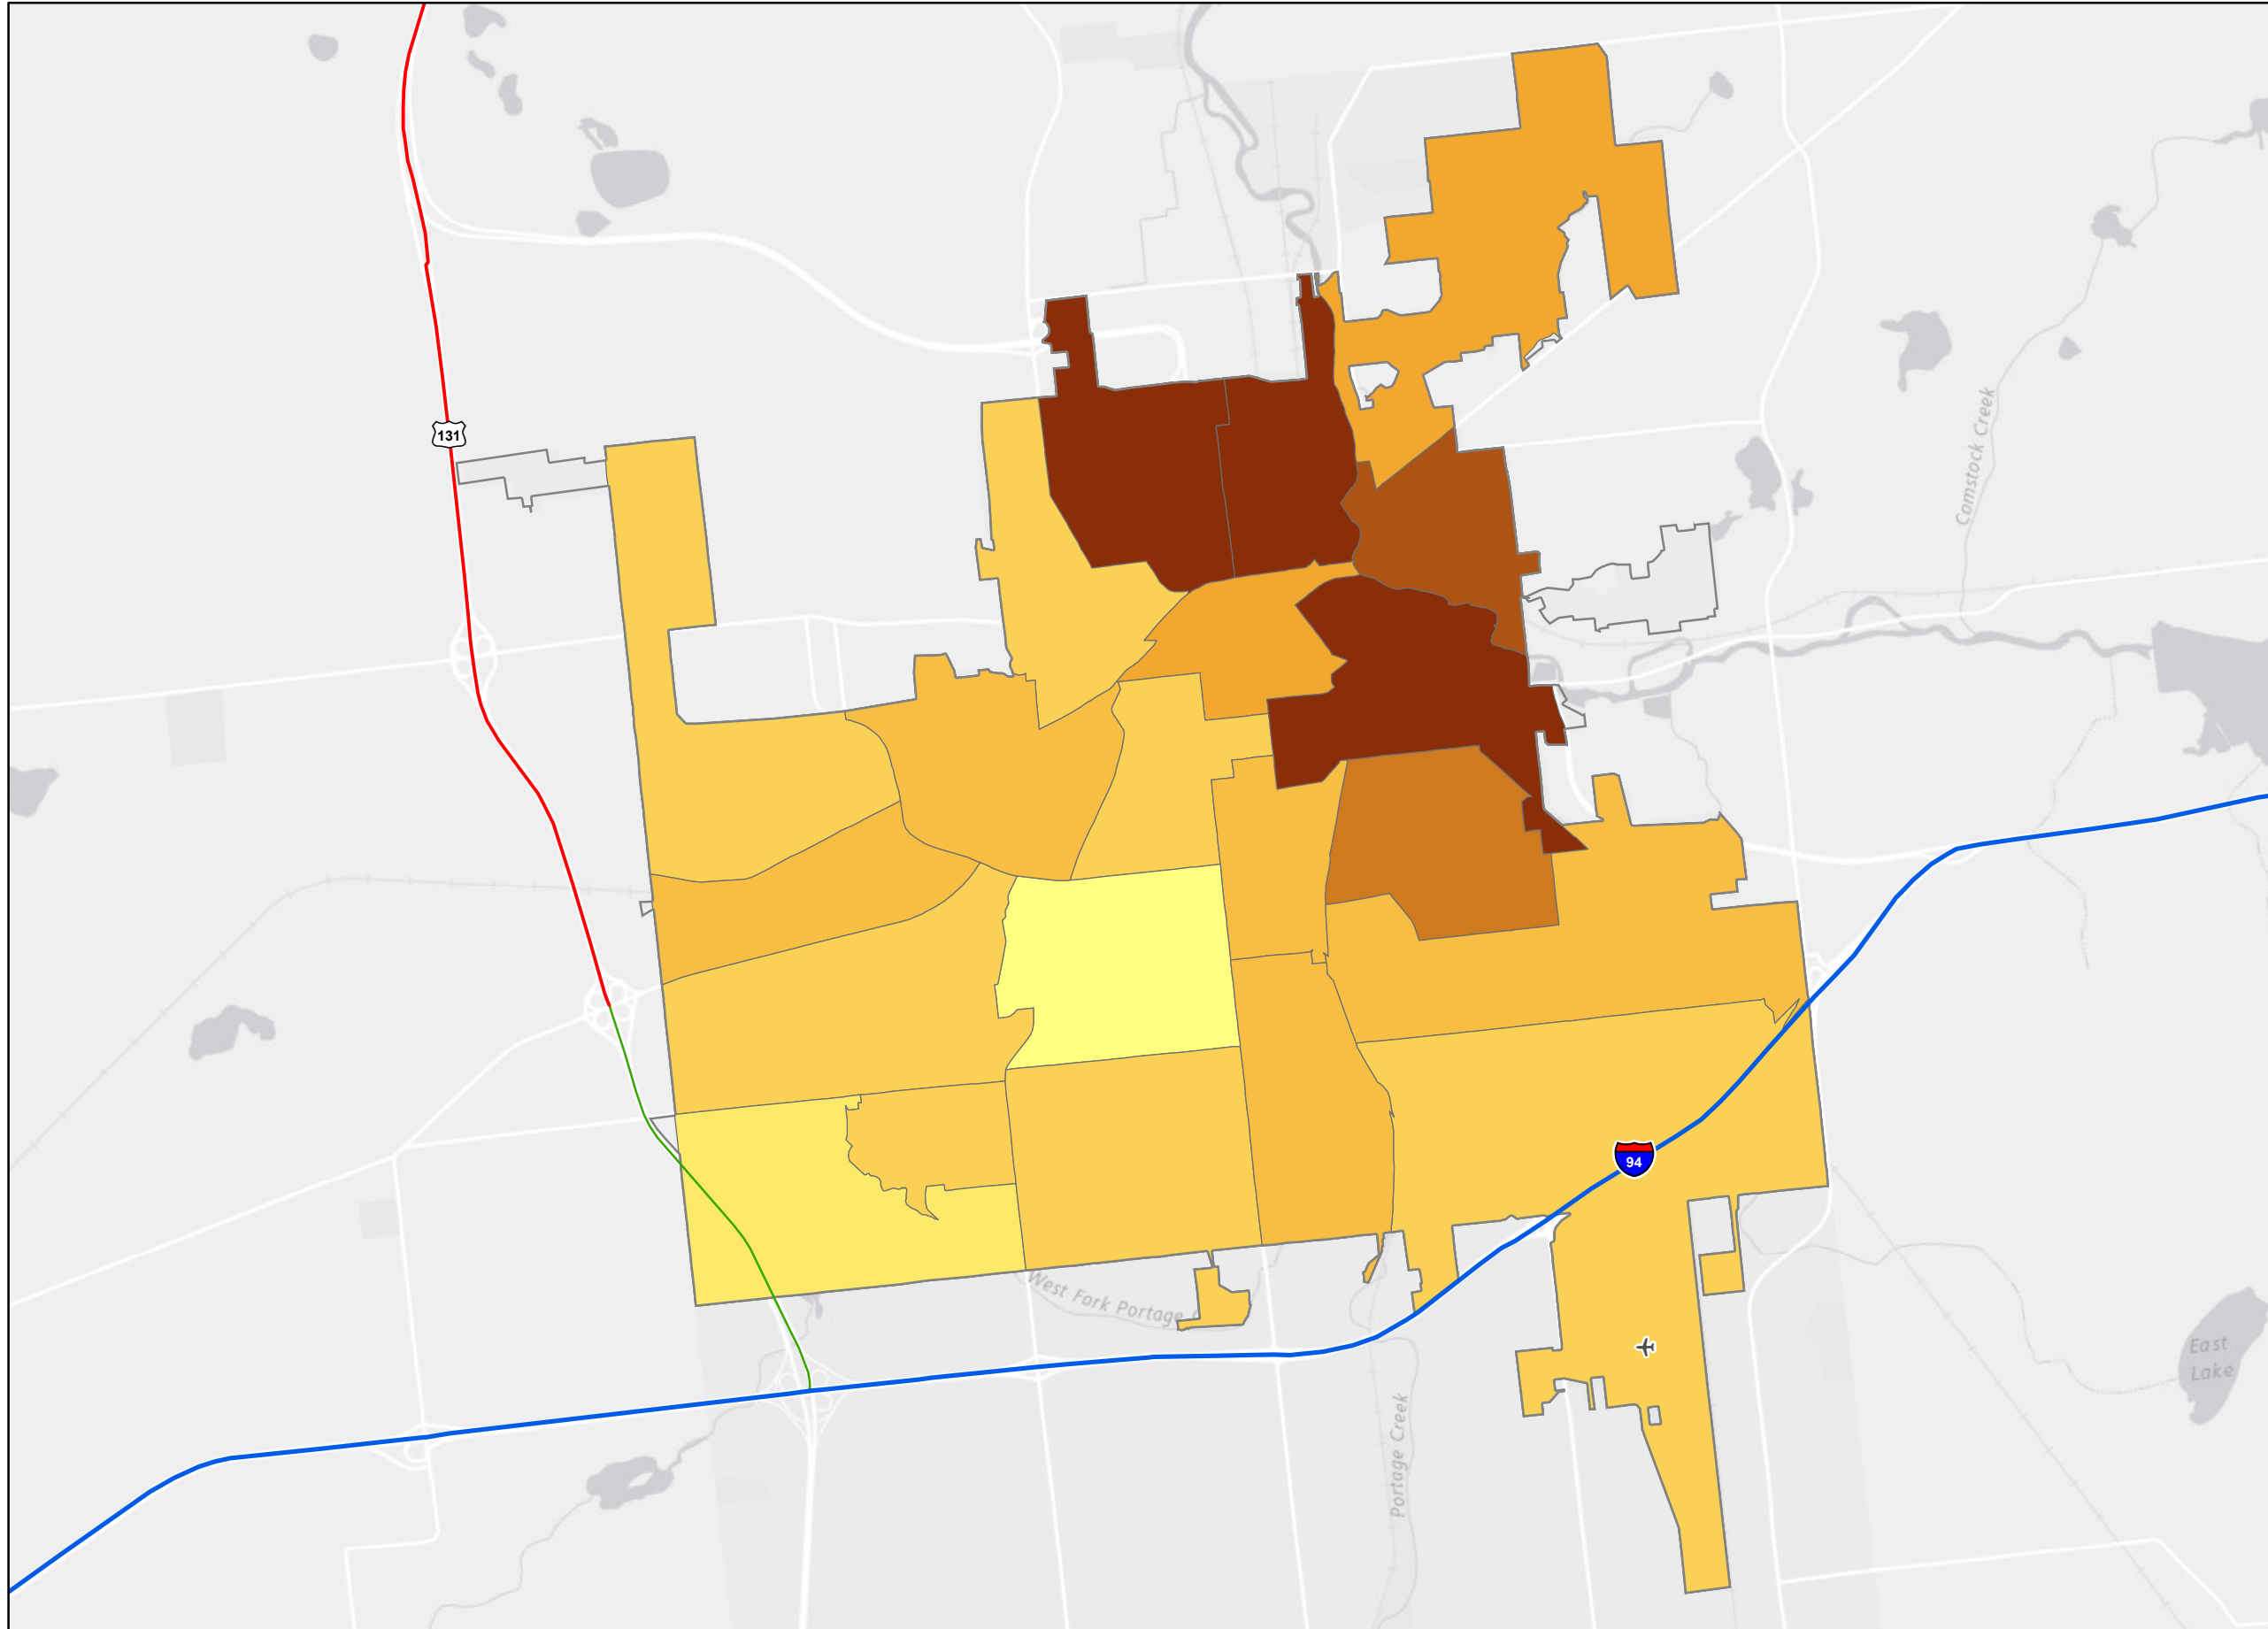 131
Comstock Creek
94
West Fork Portage
East
Lake
Portage Creek